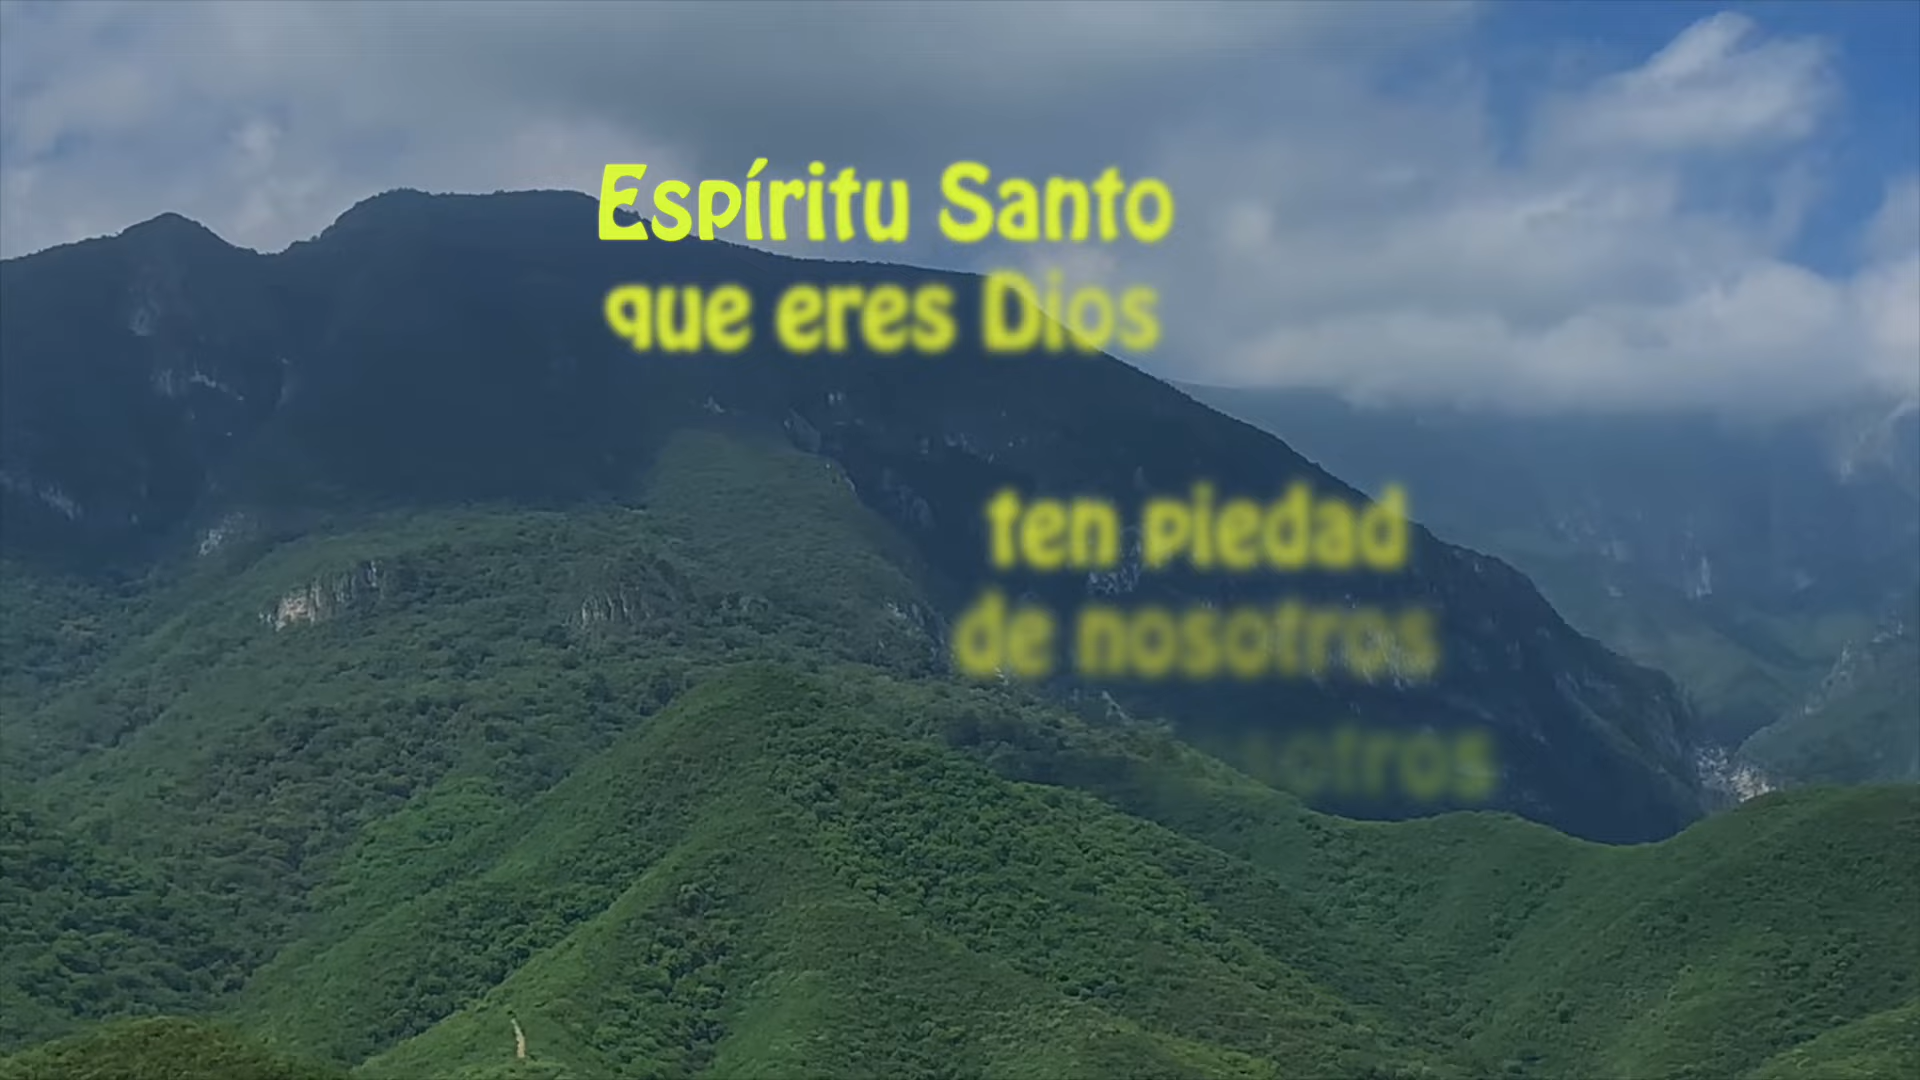 Espíritu Santo
que eres Dios
ten piedad
de nosotros